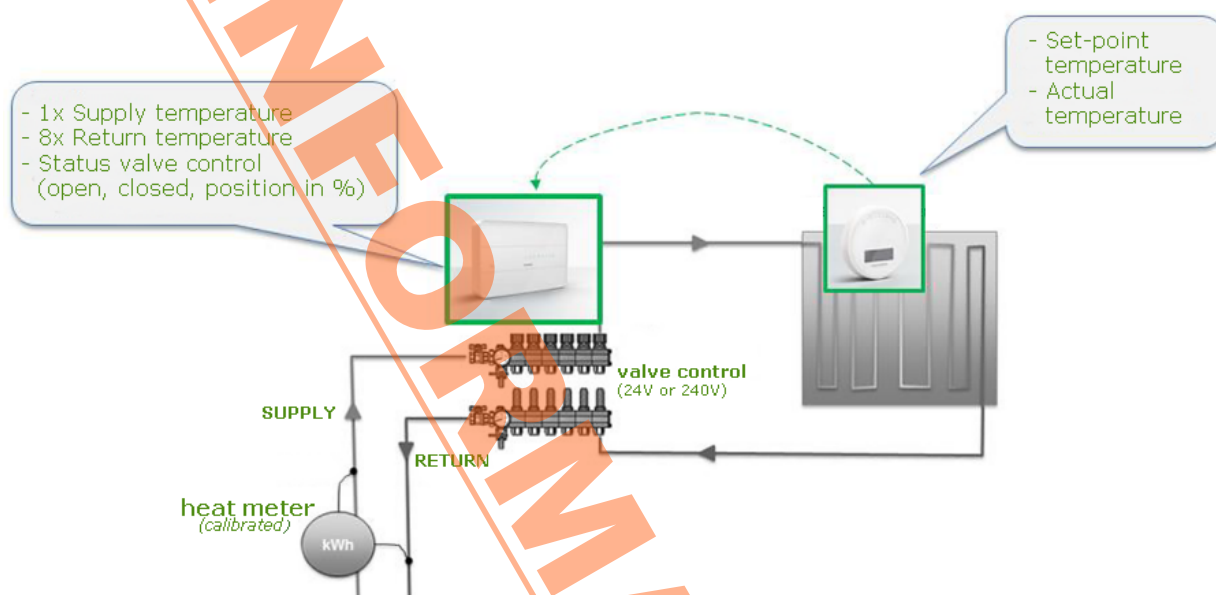 - Set-point
temperature
- Actual
temperature
- 1x Supply temperature
- 8x Return temperature
- Status valve control
(open, closed, position in %)
valve control
(24V or 240V)
SUPPLY
RETURN
heat meter
(calibrated)
kWh
NFORMA